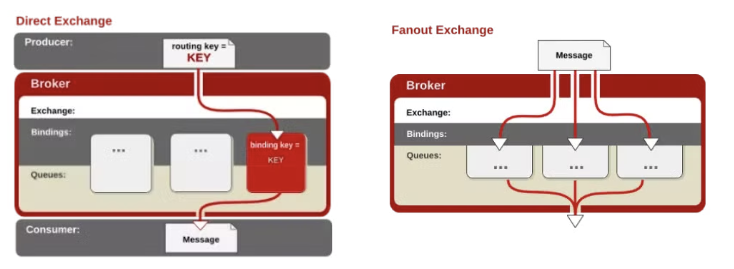 Direct Exchange
Producer:
routing key =
KEY
Broker
Exchange:
Bindings:
...
...
binding key =
KEY
Queues:
Consumer:
Message
Fanout Exchange
Message
Broker
Exchange:
Bindings:
Queues:
...
...
...